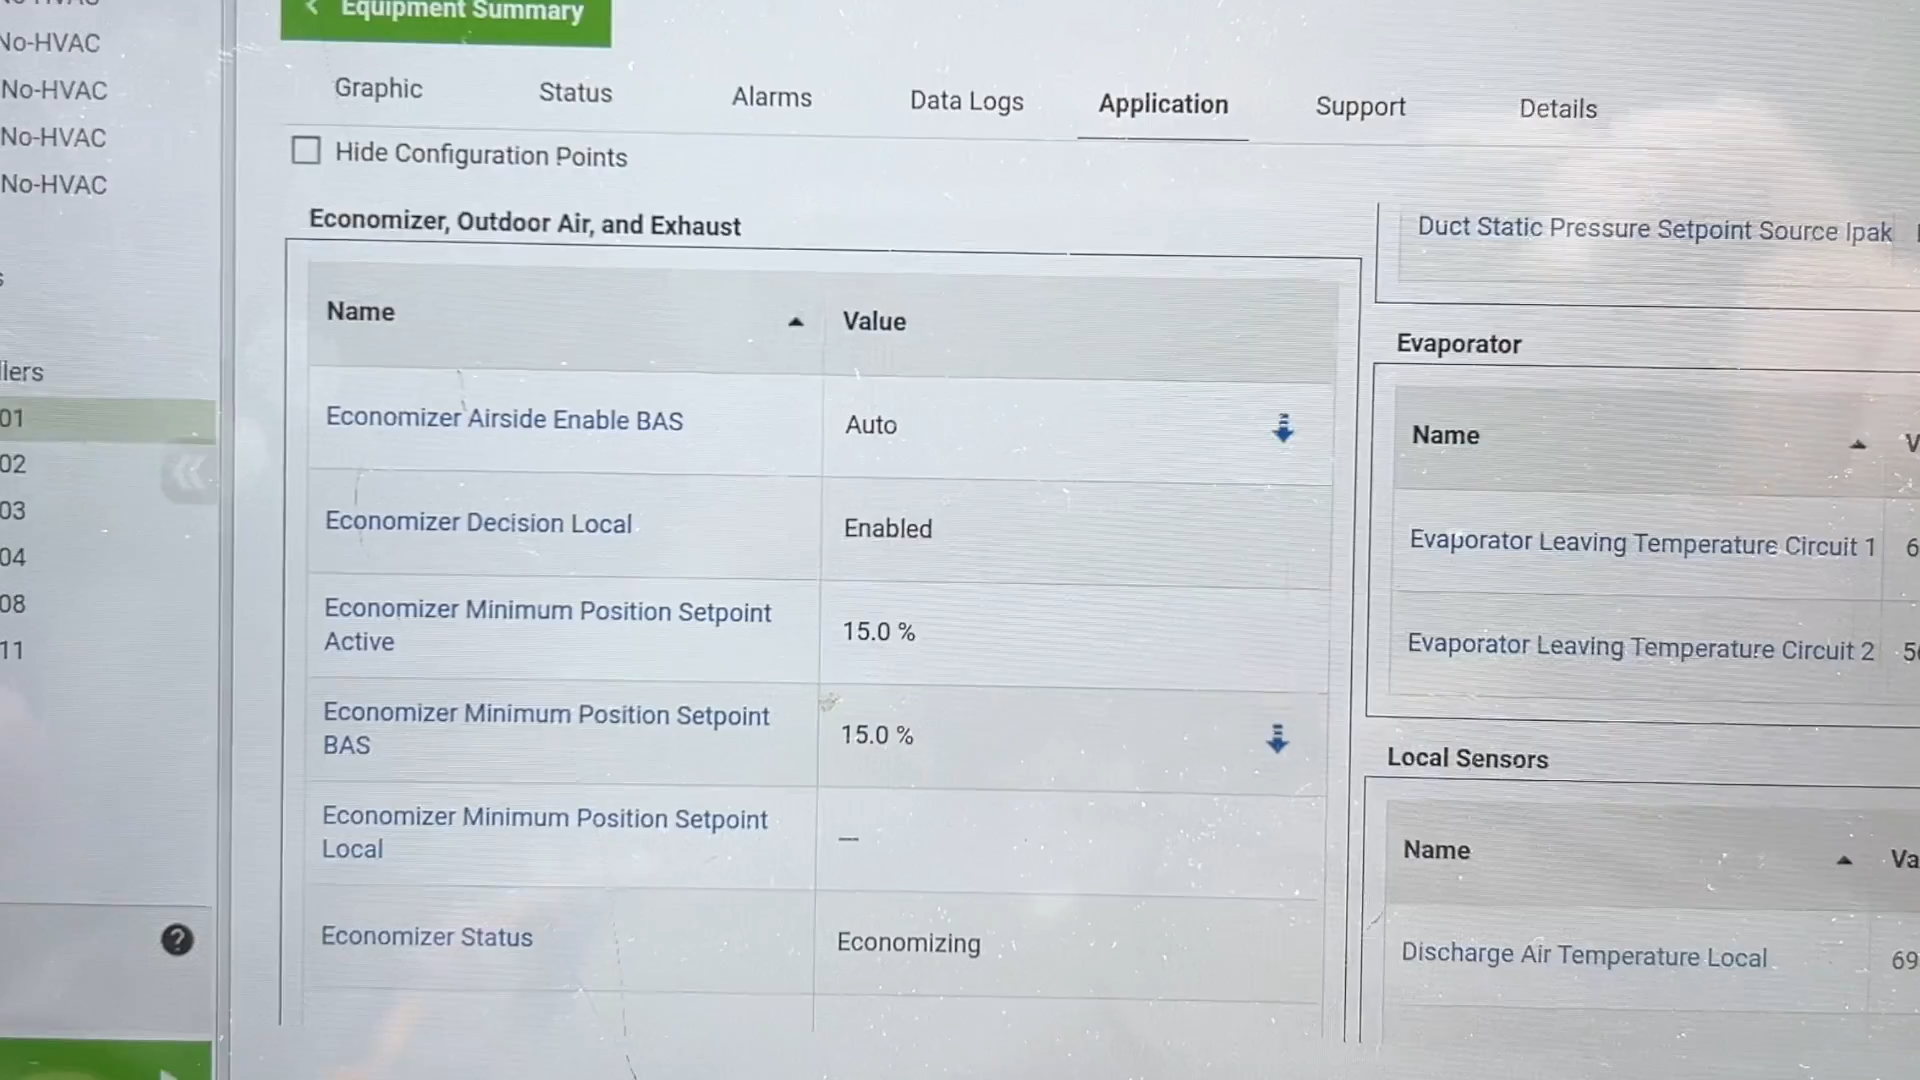 No-HVAC
No-HVAC
No-HVAC
No-HVAC
01
02
03
04
08
11
Equipment Summary
Graphic
Status
Alarms
Data Logs
Application
Support
Details
Hide Configuration Points
Economizer, Outdoor Air, and Exhaust
Name
Value
Economizer Airside Enable BAS
Auto
Economizer Decision Local
Enabled
Economizer Minimum Position Setpoint
Active
15.0 %
Economizer Minimum Position Setpoint
BAS
15.0 %
Economizer Minimum Position Setpoint
Local
—
Economizer Status
Economizing
Duct Static Pressure Setpoint Source Ipak
Evaporator
Name
Evaporator Leaving Temperature Circuit 1
Evaporator Leaving Temperature Circuit 2
Local Sensors
Name
Discharge Air Temperature Local
69